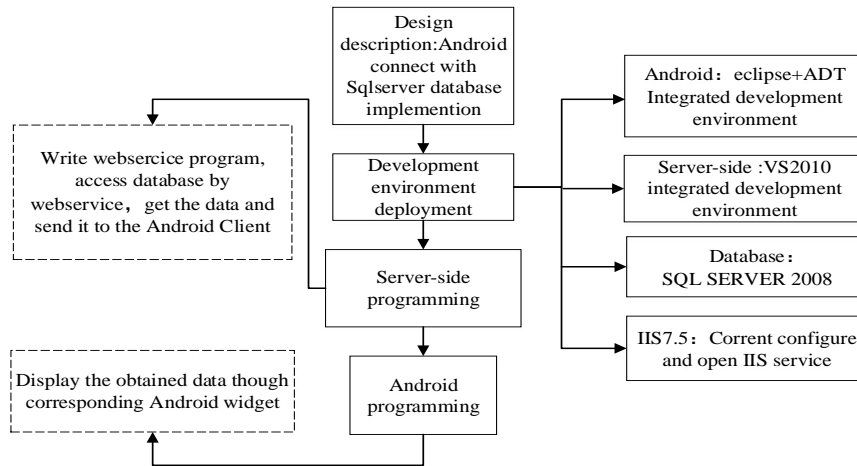 Design
description:Android
connect with
Sqlserver database
implemention
Android：eclipse+ADT
Integrated development
environment
Write websercice program,
access database by
webservice，get the data and
send it to the Android Client
Development
environment
deployment
Server-side :VS2010
integrated development
environment
Server-side
programming
Database：
SQL SERVER 2008
IIS7.5：Corrent configure
and open IIS service
Display the obtained data though
corresponding Android widget
Android
programming